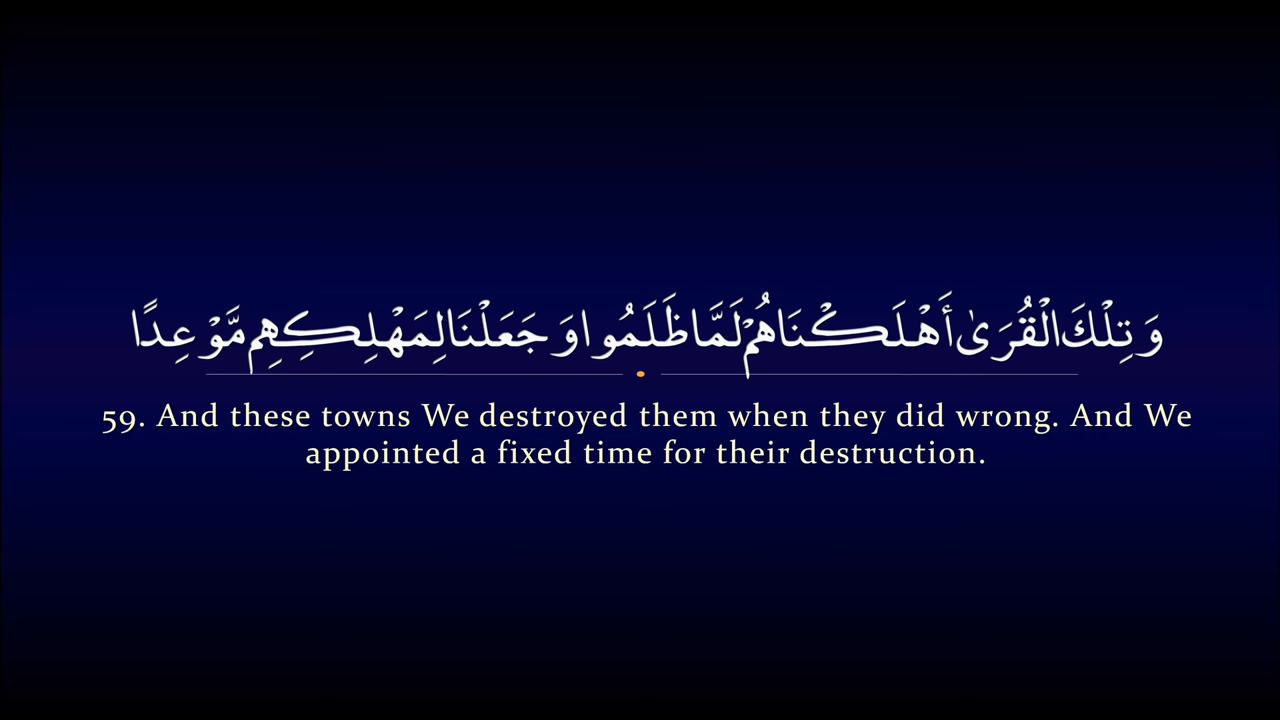 وَتِلْكَ الْقُرَىٰ أَهْلَكْنَاهُمْ لَمَّا ظَلَمُوا وَجَعَلْنَا لِمَهْلِكِهِم مَّوْعِدًا
59. And these towns We destroyed them when they did wrong. And We
appointed a fixed time for their destruction.